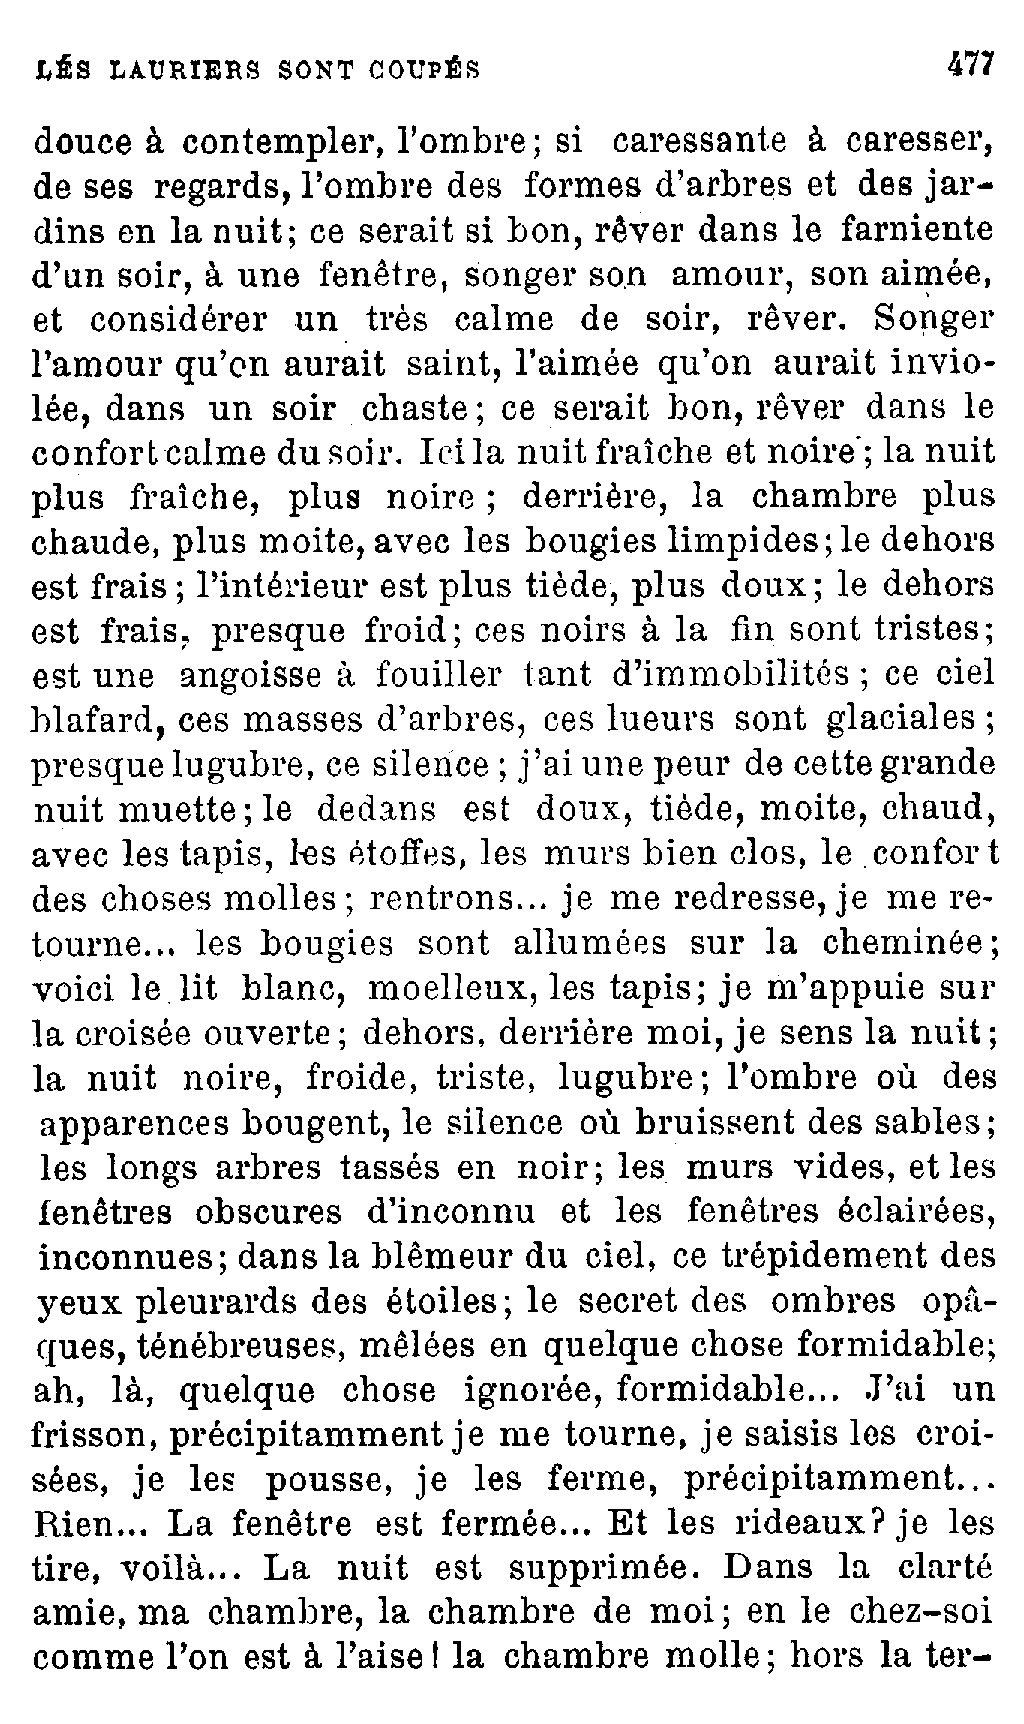 LÉS LAURIERS SONT COUPÉS 477
douce à contempler, l'ombre; si caressante à caresser,
de ses regards, l'ombre des formes d'arbres et des jar-
dins en la nuit; ce serait si bon, rêver dans le farniente
d'un soir, à une fenêtre, songer son amour, son aimée,
et considérer un très calme de soir, rêver. Songer
l'amour qu'on aurait saint, l'aimée qu'on aurait invio-
lée, dans un soir chaste; ce serait bon, rêver dans le
confort calme du soir. Ici la nuit fraîche et noire; la nuit
plus fraîche, plus noire; derrière, la chambre plus
chaude, plus moite, avec les bougies limpides; le dehors
est frais; l'intérieur est plus tiède, plus doux; le dehors
est frais, presque froid; ces noirs à la fin sont tristes;
est une angoisse à fouiller tant d'immobilités; ce ciel
blafard, ces masses d'arbres, ces lueurs sont glaciales;
presque lugubre, ce silence; j'ai une peur de cette grande
nuit muette; le dedans est doux, tiède, moite, chaud,
avec les tapis, les étoffes, les murs bien clos, le confort
des choses molles; rentrons... je me redresse, je me re-
tourne... les bougies sont allumées sur la cheminée;
voici le lit blanc, moelleux, les tapis; je m'appuie sur
la croisée ouverte; dehors, derrière moi, je sens la nuit;
la nuit noire, froide, triste, lugubre; l'ombre où des
apparences bougent, le silence où bruissent des sables;
les longs arbres tassés en noir; les murs vides, et les
fenêtres obscures d'inconnu et les fenêtres éclairées,
inconnues; dans la blêmeur du ciel, ce trépidement des
yeux pleurards des étoiles; le secret des ombres opâ-
ques, ténébreuses, mêlées en quelque chose formidable;
ah, là, quelque chose ignorée, formidable... J'ai un
frisson, précipitamment je me tourne, je saisis les croi-
sées, je les pousse, je les ferme, précipitamment...
Rien... La fenêtre est fermée... Et les rideaux? je les
tire, voilà... La nuit est supprimée. Dans la clarté
amie, ma chambre, la chambre de moi; en le chez-soi
comme l'on est à l'aise! la chambre molle; hors la ter-